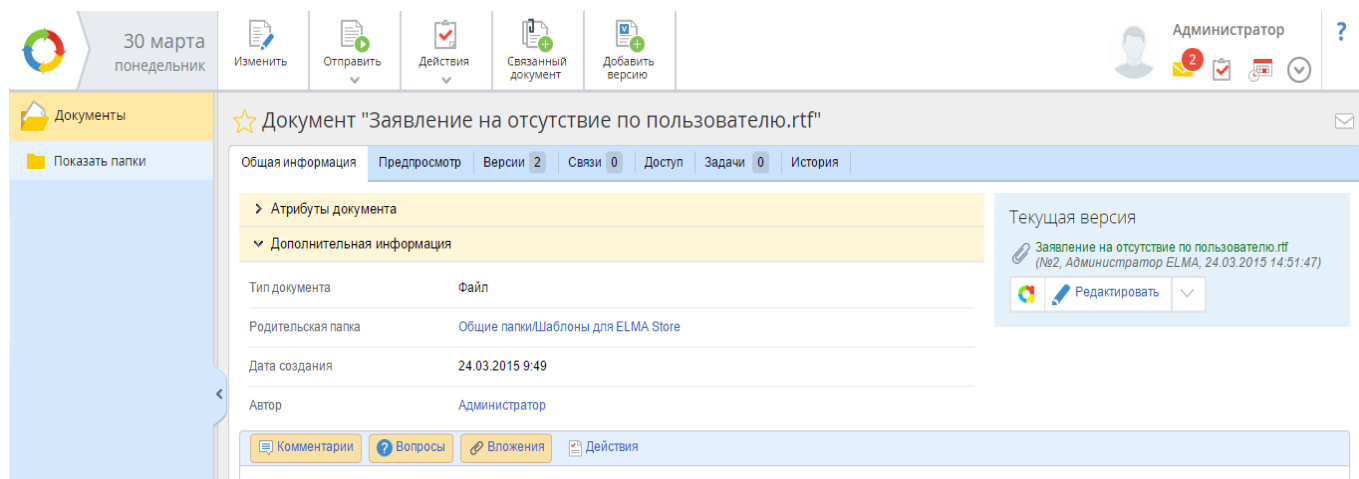 30 марта
понедельник
Изменить
Отправить
Действия
Связанный
документ
Добавить
версию
Администратор
2
?
Документы
Показать папки
Документ "Заявление на отсутствие по пользователю.rtf"
Общая информация Предпросмотр Версии 2 Связи 0 Доступ Задачи 0 История
Атрибуты документа
Дополнительная информация
Тип документа Файл
Родительская папка Общие папки/Шаблоны для ELMA Store
Дата создания 24.03.2015 9:49
Автор Администратор
Комментарии ? Вопросы Вложения Действия
Текущая версия
Заявление на отсутствие по пользователю.rtf
(№2, Администратор ELMA, 24.03.2015 14:51:47)
Редактировать